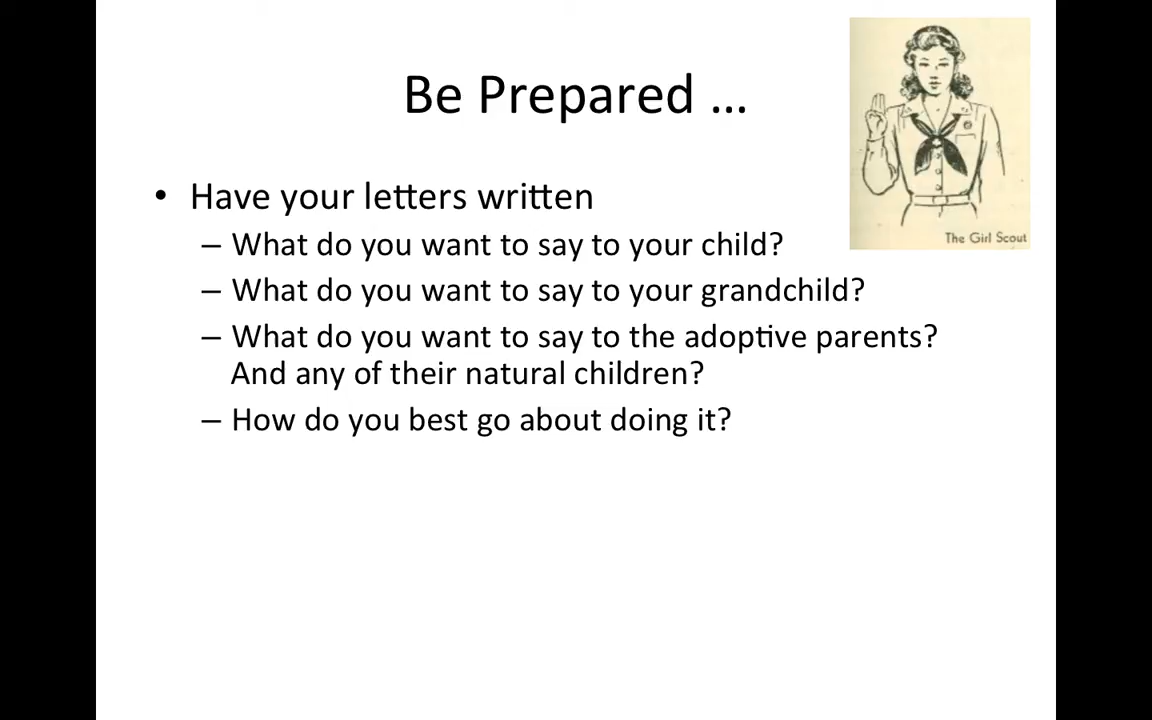 Be Prepared …
• Have your letters written
– What do you want to say to your child?
– What do you want to say to your grandchild?
– What do you want to say to the adoptive parents?
And any of their natural children?
– How do you best go about doing it?
The Girl Scout